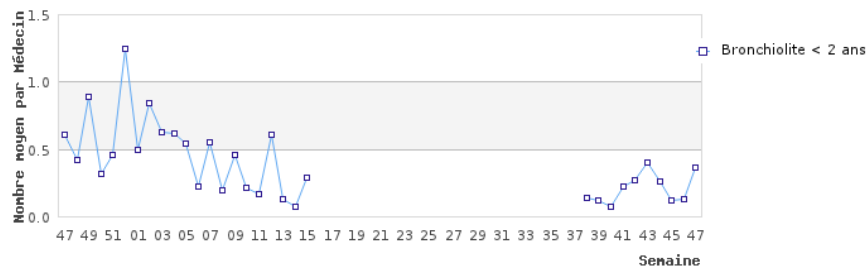 Nombre moyen par Médecin
1.5
1.0
0.5
0.0
47 49 51 01 03 05 07 09 11 13 15 17 19 21 23 25 27 29 31 33 35 37 39 41 43 45 47
Semaine
Bronchiolite < 2 ans